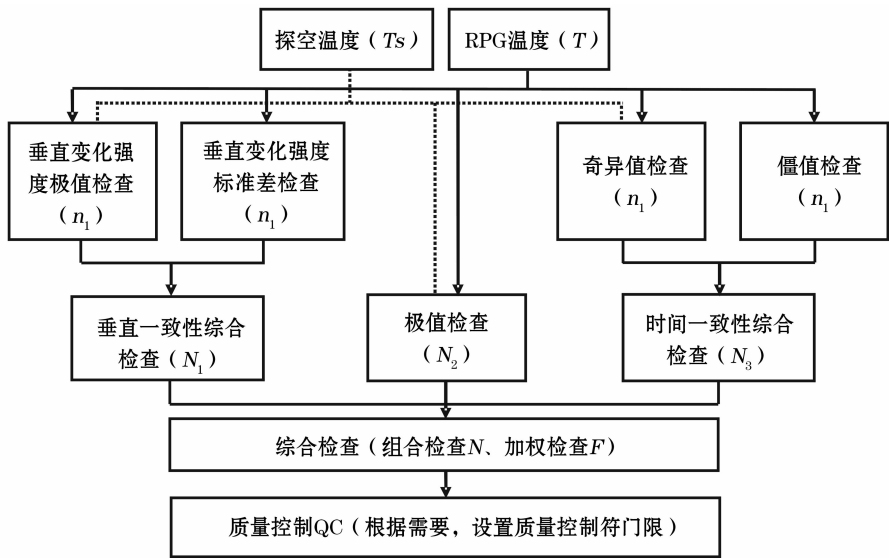 探空温度（Ts）
RPG温度（T）
垂直变化强
度极值检查
（n₁）
垂直变化强度
标准差检查
（n₁）
奇异值检查
（n₁）
僵值检查
（n₁）
垂直一致性综合
检查（N₁）
极值检查
（N₂）
时间一致性综合
检查（N₃）
综合检查（组合检查N、加权检查F）
质量控制QC（根据需要，设置质量控制符门限）